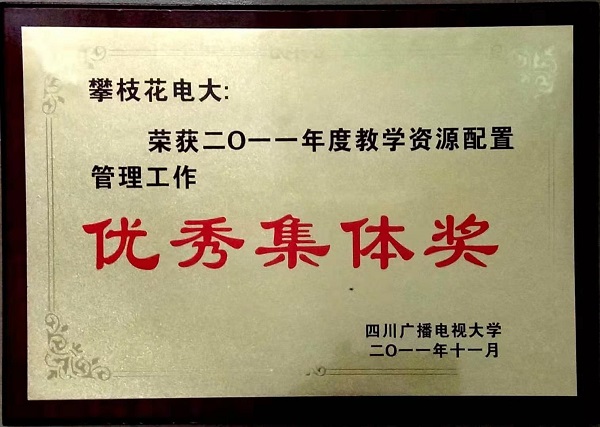 攀枝花电大:
荣获二〇一一年度教学资源配置
管理工作
优秀集体奖
四川广播电视大学
二〇一一年十一月